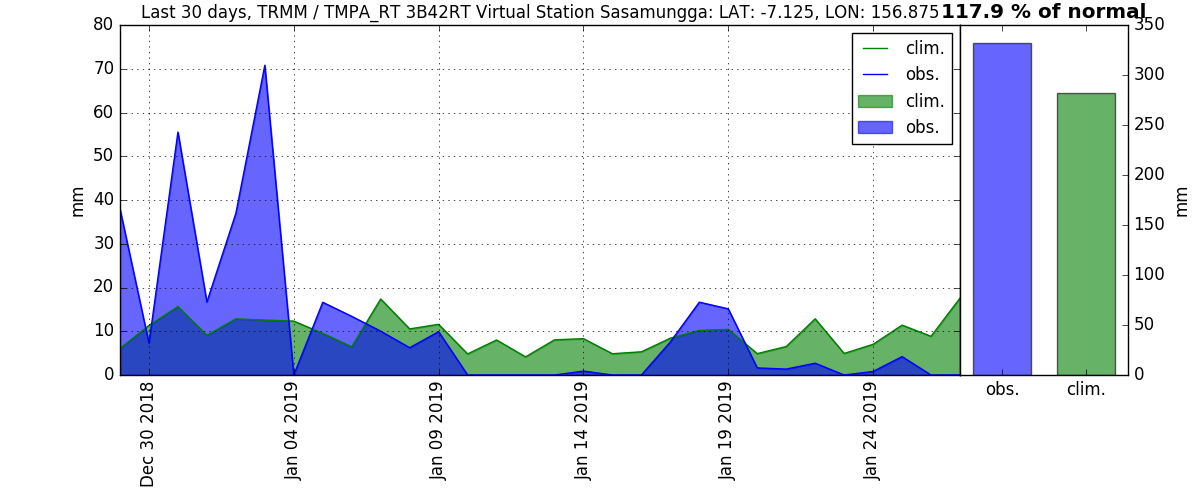 Last 30 days, TRMM / TMPA_RT 3B42RT Virtual Station Sasamungga: LAT: -7.125, LON: 156.875
117.9 % of normal
80
70
60
50
40
30
20
10
0
mm
clim.
obs.
clim.
obs.
Dec 30 2018
Jan 04 2019
Jan 09 2019
Jan 14 2019
Jan 19 2019
Jan 24 2019
350
300
250
200
150
100
50
0
mm
obs.
clim.